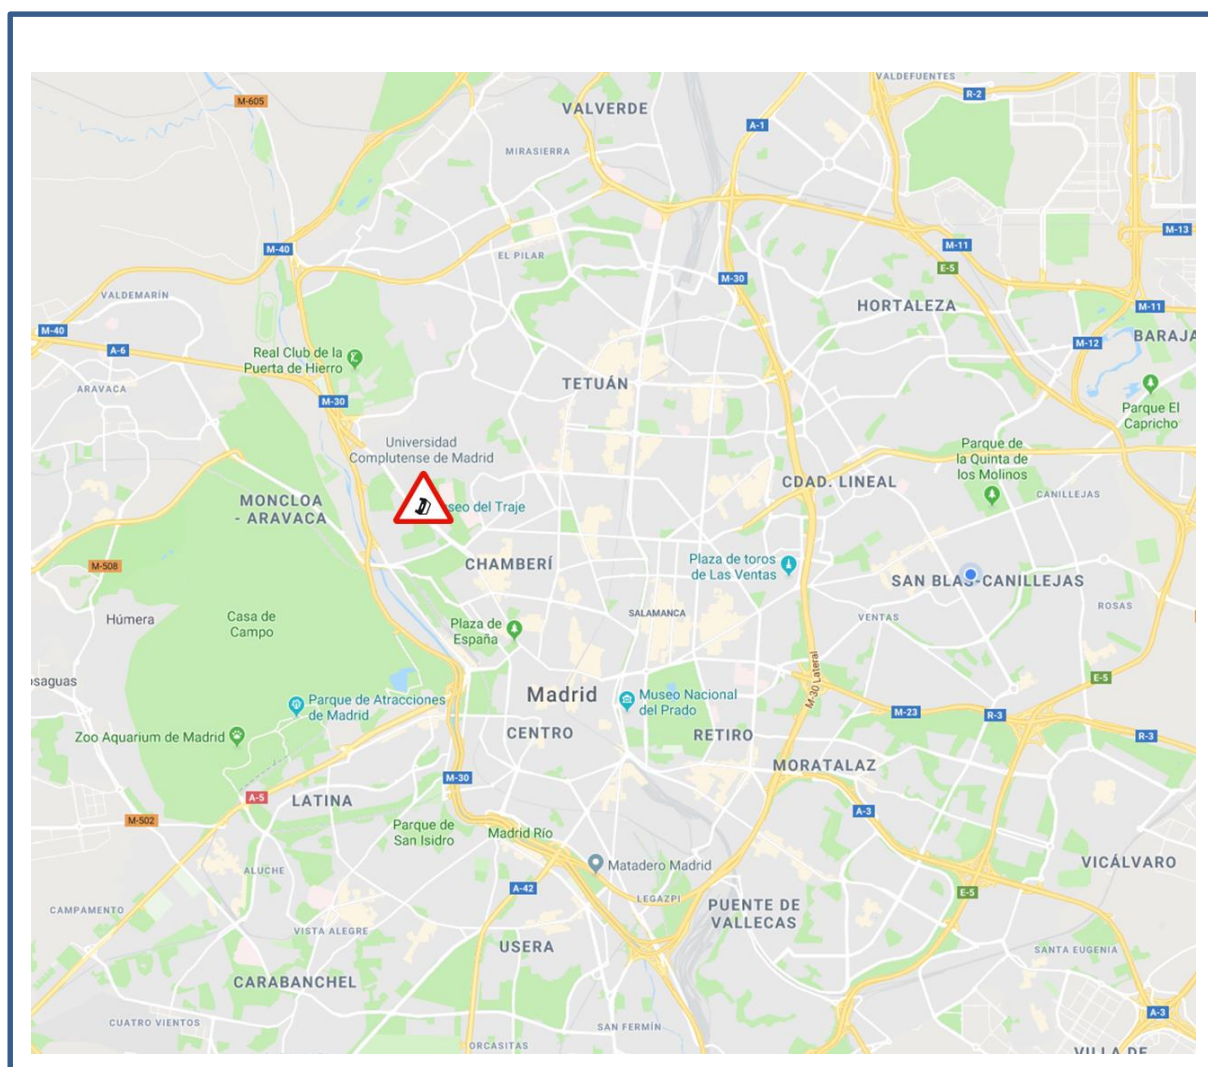 VALDEFUENTES
M-605
R-2
VALVERDE
A-1
MIRASIERRA
M-13
M-40
M-11
EL PILAR
E-5
M-30
VALDEMARÍN
HORTALEZA
M-11
M-40
BARAJA
A-6
M-12
Real Club de la
Puerta de Hierro
TETUÁN
ARAVACA
M-30
Parque El
Capricho
Universidad
Complutense de Madrid
Parque de
la Quinta de
los Molinos
CDAD. LINEAL
CANILLEJAS
MONCLOA
- ARAVACA
seo del Traje
CHAMBERÍ
Plaza de toros
de Las Ventas
M-508
SAN BLAS-CANILLEJAS
ROSAS
Húmera
Casa de
Campo
SALAMANCA
VENTAS
Plaza de
España
osaguas
M-30 Lateral
E-5
Parque de Atracciones
de Madrid
Madrid
Museo Nacional
del Prado
M-23
R-3
Zoo Aquarium de Madrid
CENTRO
RETIRO
R-3
MORATALAZ
M-30
A-5
LATINA
A-3
M-502
Parque de
San Isidro
Madrid Río
Matadero Madrid
VICÁLVARO
ALUCHE
A-42
E-5
LEGAZPI
PUENTE DE
VALLECAS
CAMPAMENTO
VISTA ALEGRE
USERA
SANTA EUGENIA
CARABANCHEL
A-3
CUATRO VIENTOS
SAN FERMÍN
ORCASITAS
VILLA DE